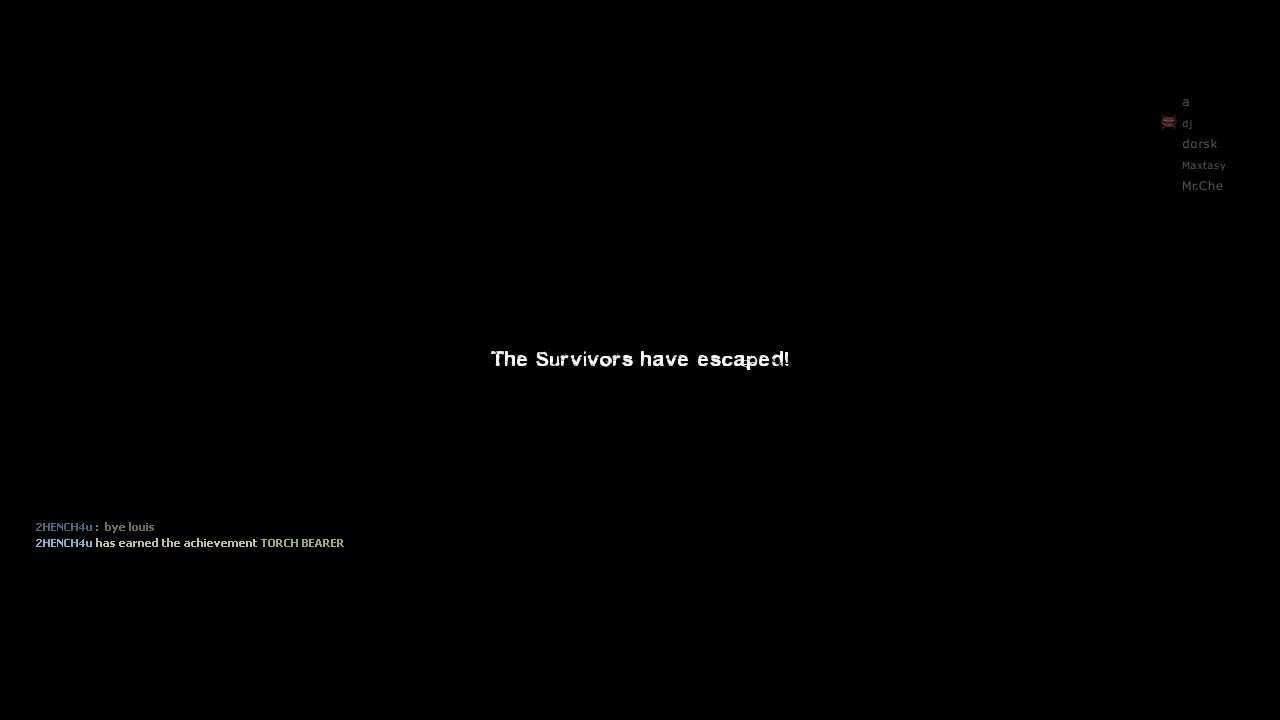 a
dj
dorsk
Maxtasy
Mr.Che
The Survivors have escaped!
2HENCH4u : bye louis
2HENCH4u has earned the achievement TORCH BEARER